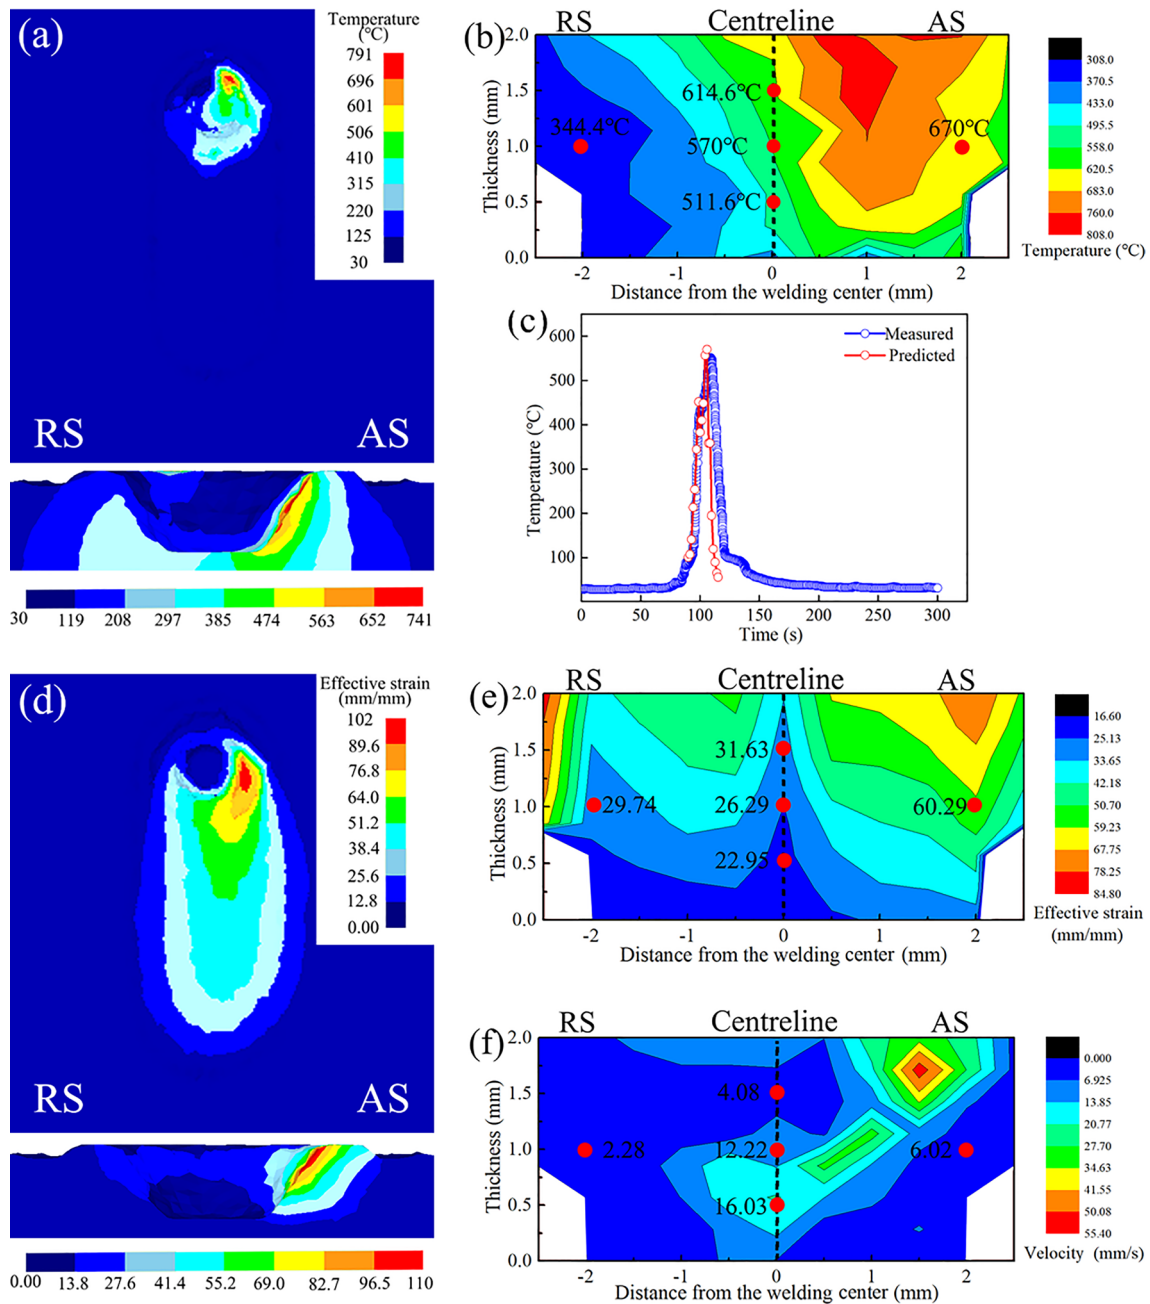 (a)
Temperature
(℃)
791
696
601
506
410
315
220
125
30
RS AS
30 119 208 297 385 474 563 652 741
(b)
RS Centreline AS
2.0
1.5
1.0
0.5
0.0
Thickness (mm)
614.6℃
344.4℃ 570℃ 670℃
511.6℃
-2 -1 0 1 2
Distance from the welding center (mm)
308.0
370.5
433.0
495.5
558.0
620.5
683.0
760.0
808.0
Temperature (℃)
(c)
600
500
400
300
200
100
Temperature (℃)
Measured
Predicted
0 50 100 150 200 250 300
Time (s)
(d)
Effective strain
(mm/mm)
102
89.6
76.8
64.0
51.2
38.4
25.6
12.8
0.00
RS AS
0.00 13.8 27.6 41.4 55.2 69.0 82.7 96.5 110
(e)
RS Centreline AS
2.0
1.5
1.0
0.5
0.0
Thickness (mm)
31.63
29.74 26.29 60.29
22.95
-2 -1 0 1 2
Distance from the welding center (mm)
16.60
25.13
33.65
42.18
50.70
59.23
67.75
78.25
84.80
Effective strain
(mm/mm)
(f)
RS Centreline AS
2.0
1.5
1.0
0.5
0.0
Thickness (mm)
4.08
2.28 12.22 6.02
16.03
-2 -1 0 1 2
Distance from the welding center (mm)
0.000
6.925
13.85
20.77
27.70
34.63
41.55
50.08
55.40
Velocity (mm/s)